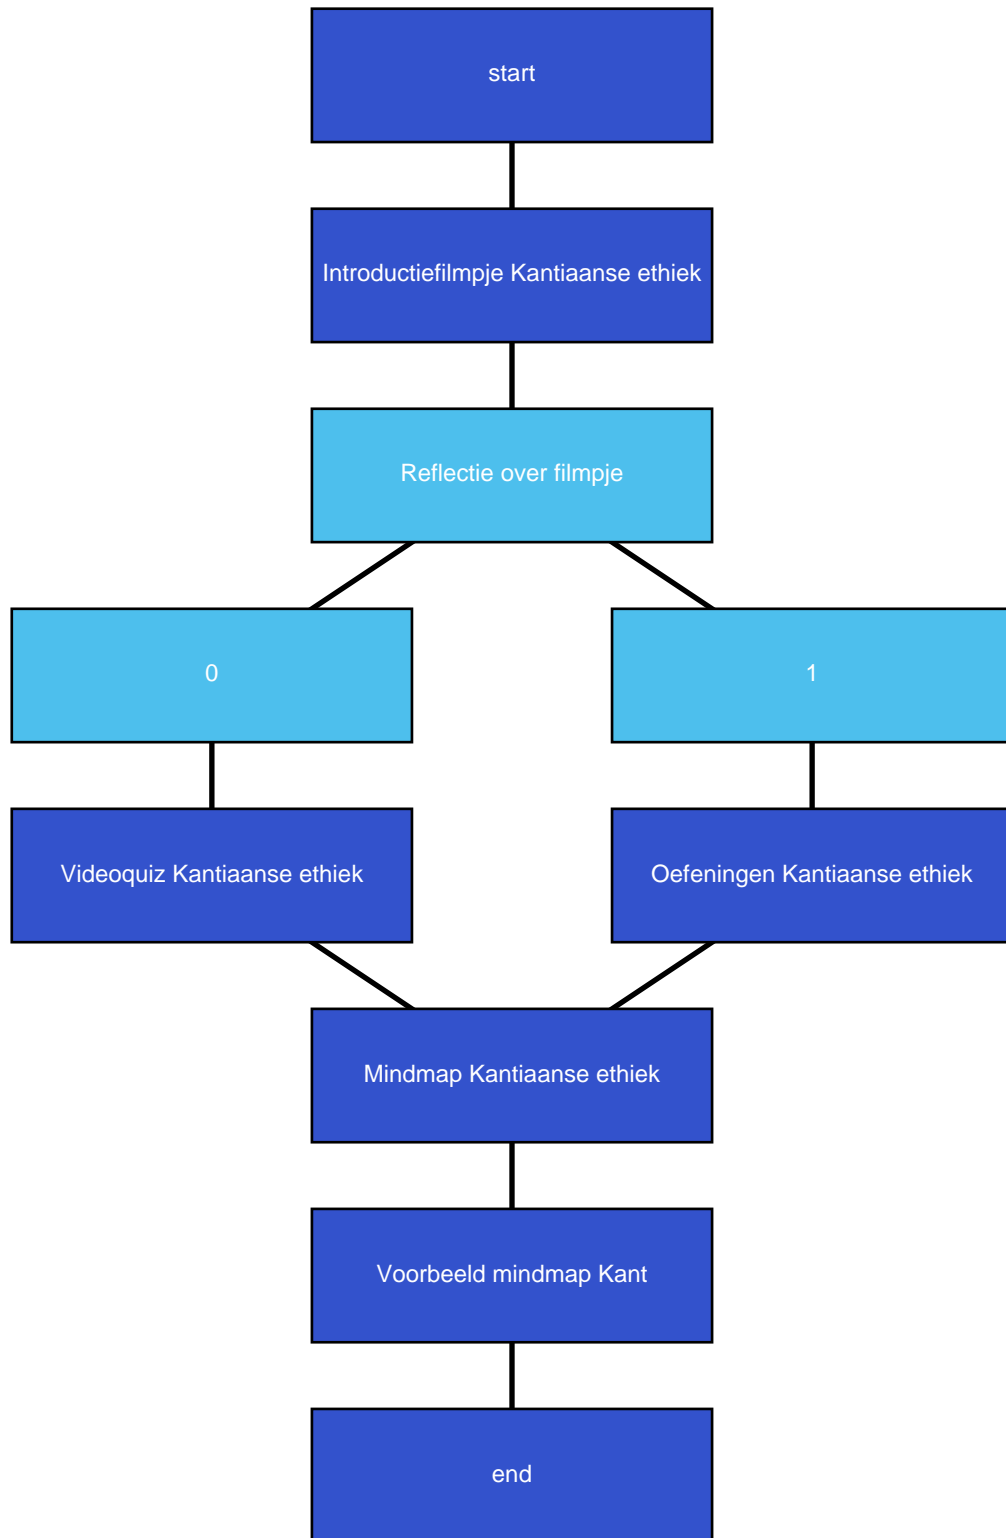 start
Introductiefilmpje Kantiaanse ethiek
Reflectie over filmpje
0
1
Videoquiz Kantiaanse ethiek
Oefeningen Kantiaanse ethiek
Mindmap Kantiaanse ethiek
Voorbeeld mindmap Kant
end